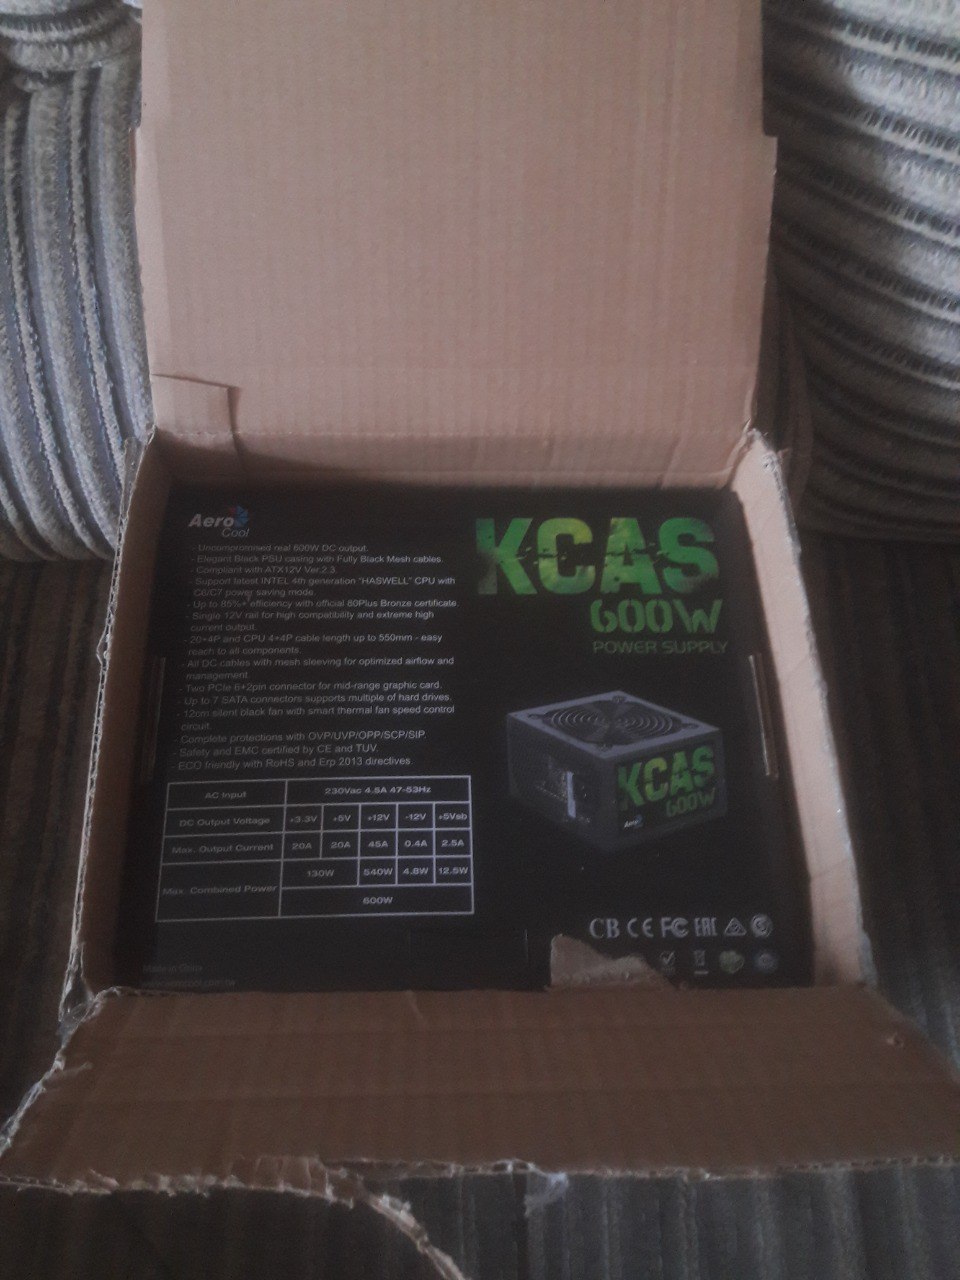 Aero
Cool
- Uncompromised real 600W DC output.
- Elegant Black PSU casing with Fully Black Mesh cables.
- Compliant with ATX12V Ver.2.3.
- Support latest INTEL 4th generation "HASWELL" CPU with
C6/C7 power saving mode.
- Up to 85%+ efficiency with official 80Plus Bronze certificate.
- Single 12V rail for high compatibility and extreme high
current output.
- 20+4P and CPU 4+4P cable length up to 550mm - easy
reach to all components.
- All DC cables with mesh sleeving for optimized airflow and
management.
- Two PCIe 6+2pin connector for mid-range graphic card.
- Up to 7 SATA connectors supports multiple of hard drives.
- 12cm silent black fan with smart thermal fan speed control
circuit.
- Complete protections with OVP/UVP/OPP/SCP/SIP.
- Safety and EMC certified by CE and TUV.
- ECO friendly with RoHS and Erp 2013 directives.
KCAS
600W
POWER SUPPLY
KCAS
600W
Aero
AC Input 230Vac 4.5A 47-53Hz
DC Output Voltage +3.3V +5V +12V -12V +5Vsb
Max. Output Current 20A 20A 45A 0.4A 2.5A
Max. Combined Power 130W 540W 4.8W 12.5W
600W
CB CE FC EAC
Made in China
www.aerocool.com.tw